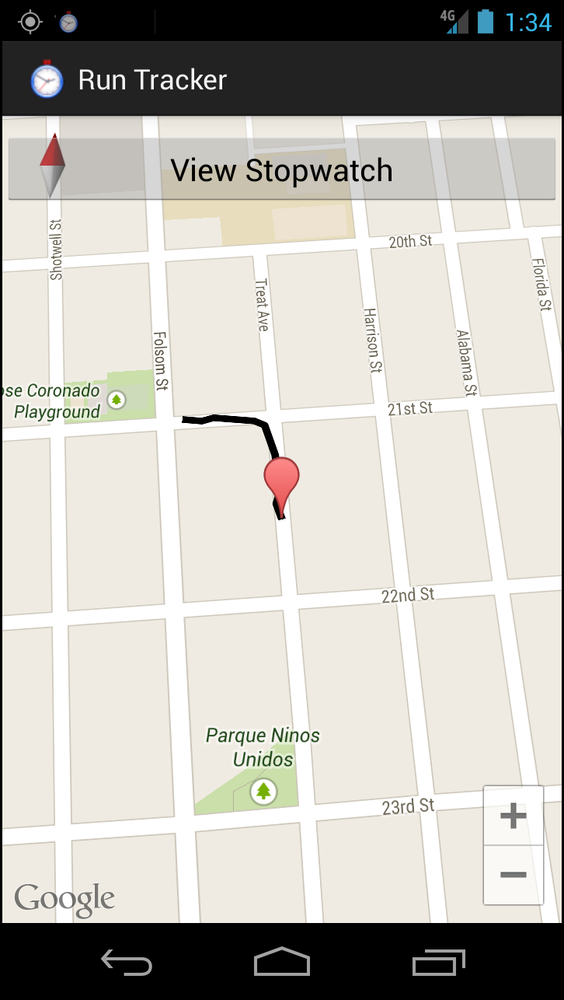 4G 1:34
Run Tracker
View Stopwatch
Shotwell St
20th St
Treat Ave
Florida St
Folsom St
Harrison St
Alabama St
ose Coronado
Playground
21st St
22nd St
Parque Ninos
Unidos
23rd St
+
−
Google